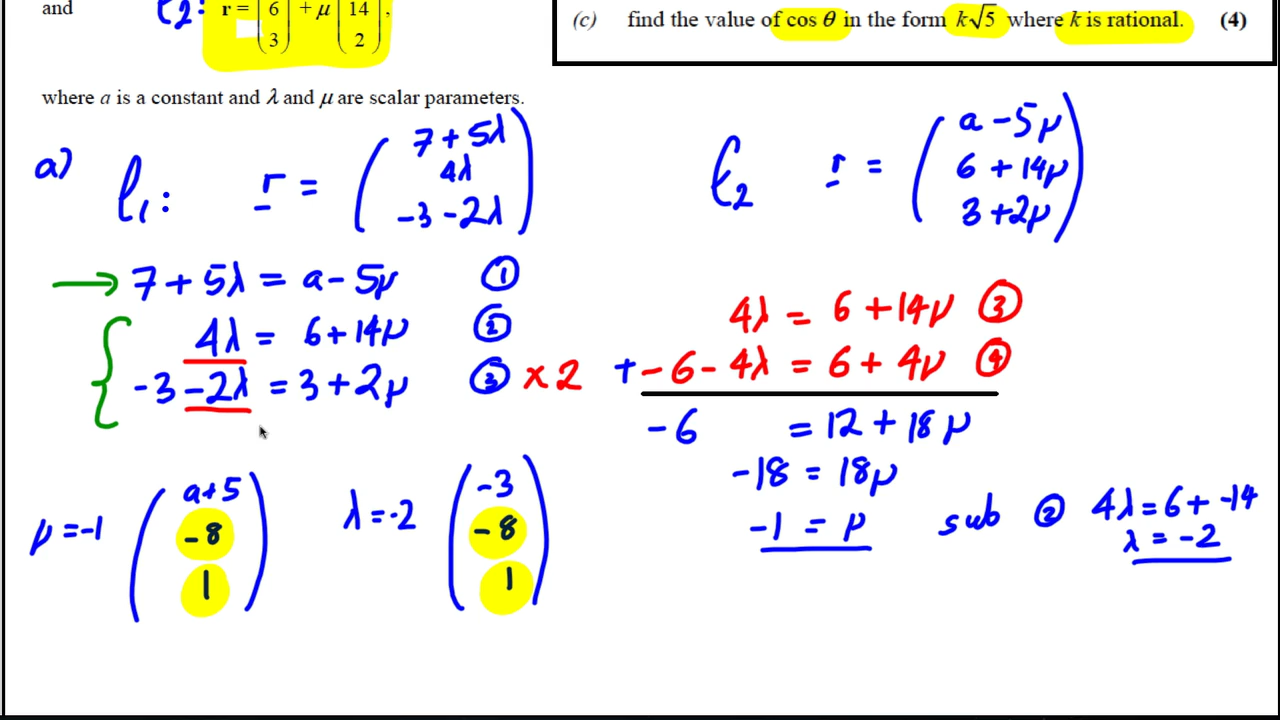 and ℓ2: r = ( 6 3 ) + μ ( 14 2 ),
(c) find the value of cos θ in the form k√5 where k is rational. (4)
where a is a constant and λ and μ are scalar parameters.
a) ℓ1: r = ( 7 + 5λ 4λ -3 - 2λ )
ℓ2 r = ( a - 5μ 6 + 14μ 3 + 2μ )
→ 7 + 5λ = a - 5μ ①
4λ = 6 + 14μ ②
-3 - 2λ = 3 + 2μ ③ × 2
4λ = 6 + 14μ ③
+ -6 - 4λ = 6 + 4μ ④
-6 = 12 + 18μ
-18 = 18μ
-1 = μ
sub ② 4λ = 6 + -14
λ = -2
μ = -1 ( a + 5 -8 1 )
λ = -2 ( -3 -8 1 )